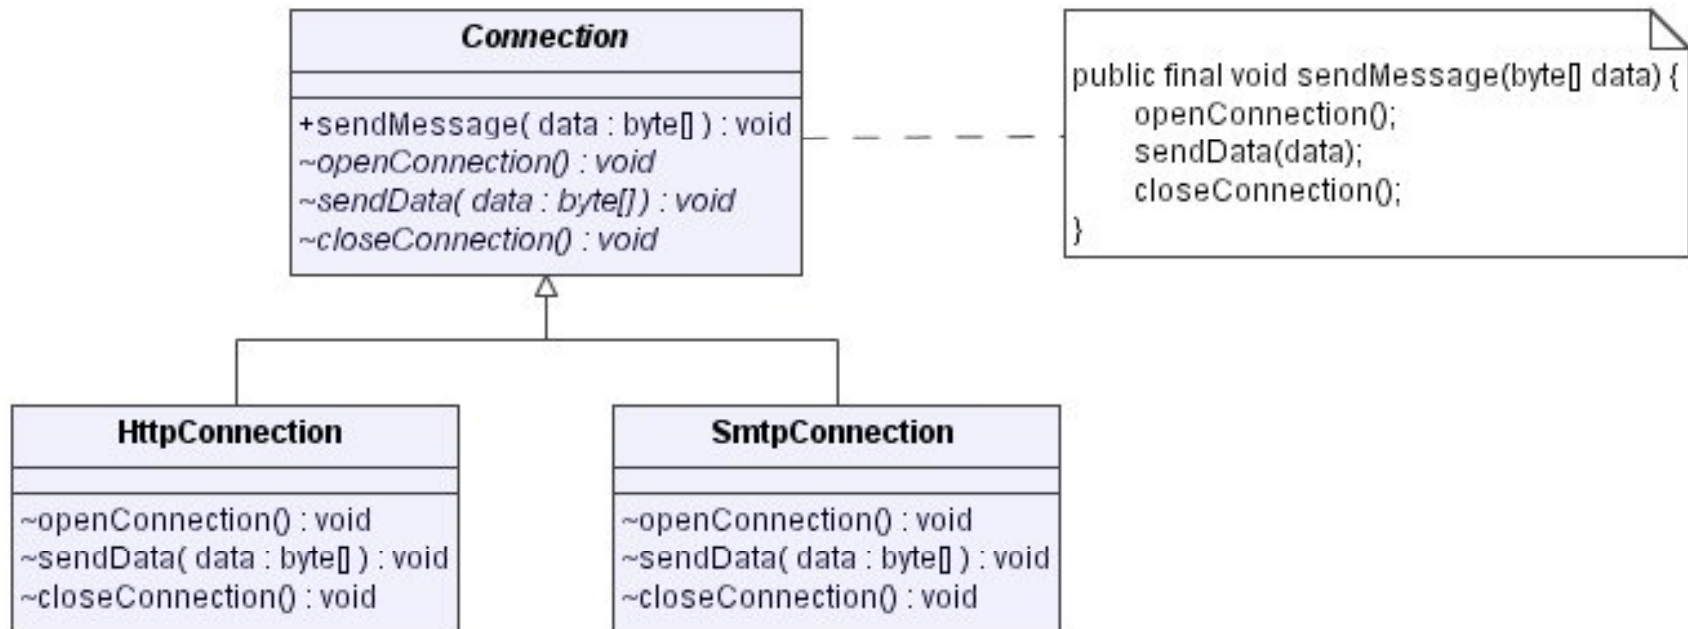 Connection
+sendMessage( data : byte[] ) : void
~openConnection() : void
~sendData( data : byte[] ) : void
~closeConnection() : void
public final void sendMessage(byte[] data) {
openConnection();
sendData(data);
closeConnection();
}
HttpConnection
~openConnection() : void
~sendData( data : byte[] ) : void
~closeConnection() : void
SmtpConnection
~openConnection() : void
~sendData( data : byte[] ) : void
~closeConnection() : void